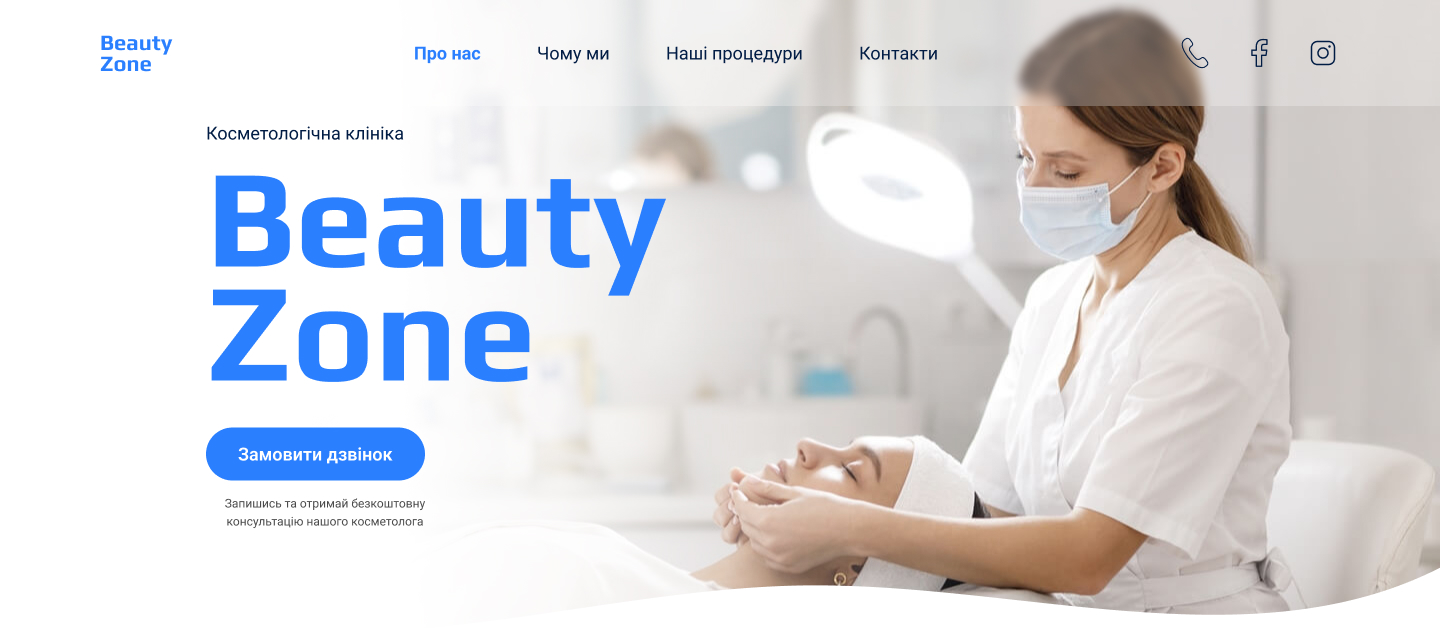 Beauty
Zone
Про нас
Чому ми
Наші процедури
Контакти
Косметологічна клініка
Beauty
Zone
Замовити дзвінок
Запишись та отримай безкоштовну
консультацію нашого косметолога